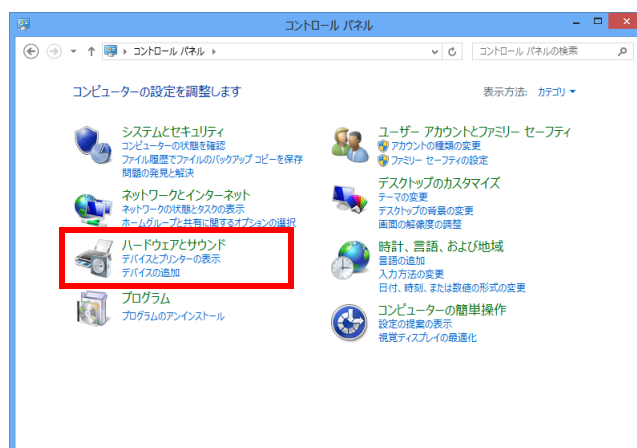 コントロール パネル
コントロール パネル
コントロール パネルの検索
コンピューターの設定を調整します
表示方法: カテゴリ
システムとセキュリティ
コンピューターの状態を確認
ファイル履歴でファイルのバックアップ コピーを保存
問題の発見と解決
ネットワークとインターネット
ネットワークの状態とタスクの表示
ホームグループと共有に関するオプションの選択
ハードウェアとサウンド
デバイスとプリンターの表示
デバイスの追加
プログラム
プログラムのアンインストール
ユーザー アカウントとファミリー セーフティ
アカウントの種類の変更
ファミリー セーフティの設定
デスクトップのカスタマイズ
テーマの変更
デスクトップの背景の変更
画面の解像度の調整
時計、言語、および地域
言語の追加
入力方法の変更
日付、時刻、または数値の形式の変更
コンピューターの簡単操作
設定の提案の表示
視覚ディスプレイの最適化